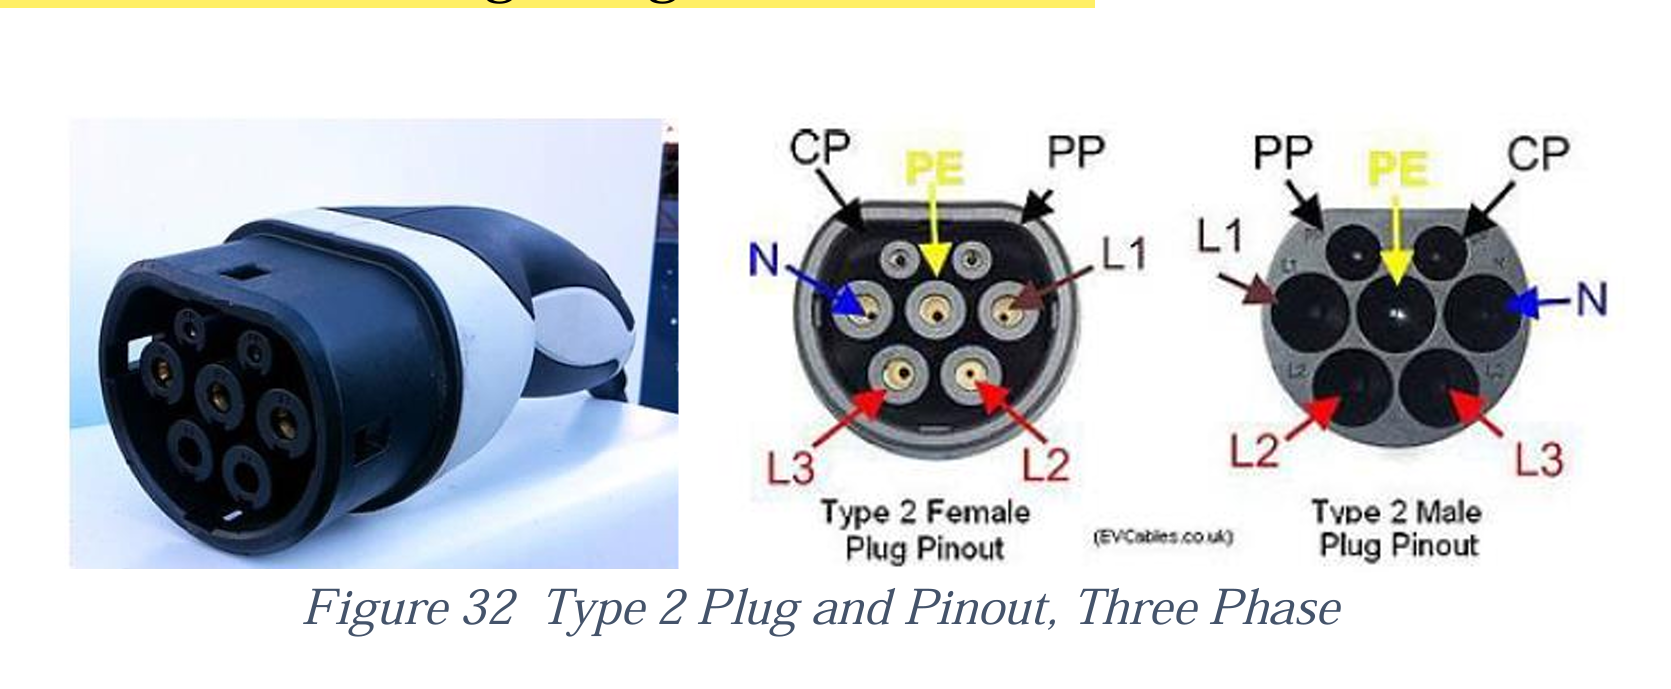 CP
PE
PP
N
L1
L3
L2
Type 2 Female
Plug Pinout
(EVCables.co.uk)
PP
PE
CP
L1
N
L2
L3
Type 2 Male
Plug Pinout
Figure 32 Type 2 Plug and Pinout, Three Phase